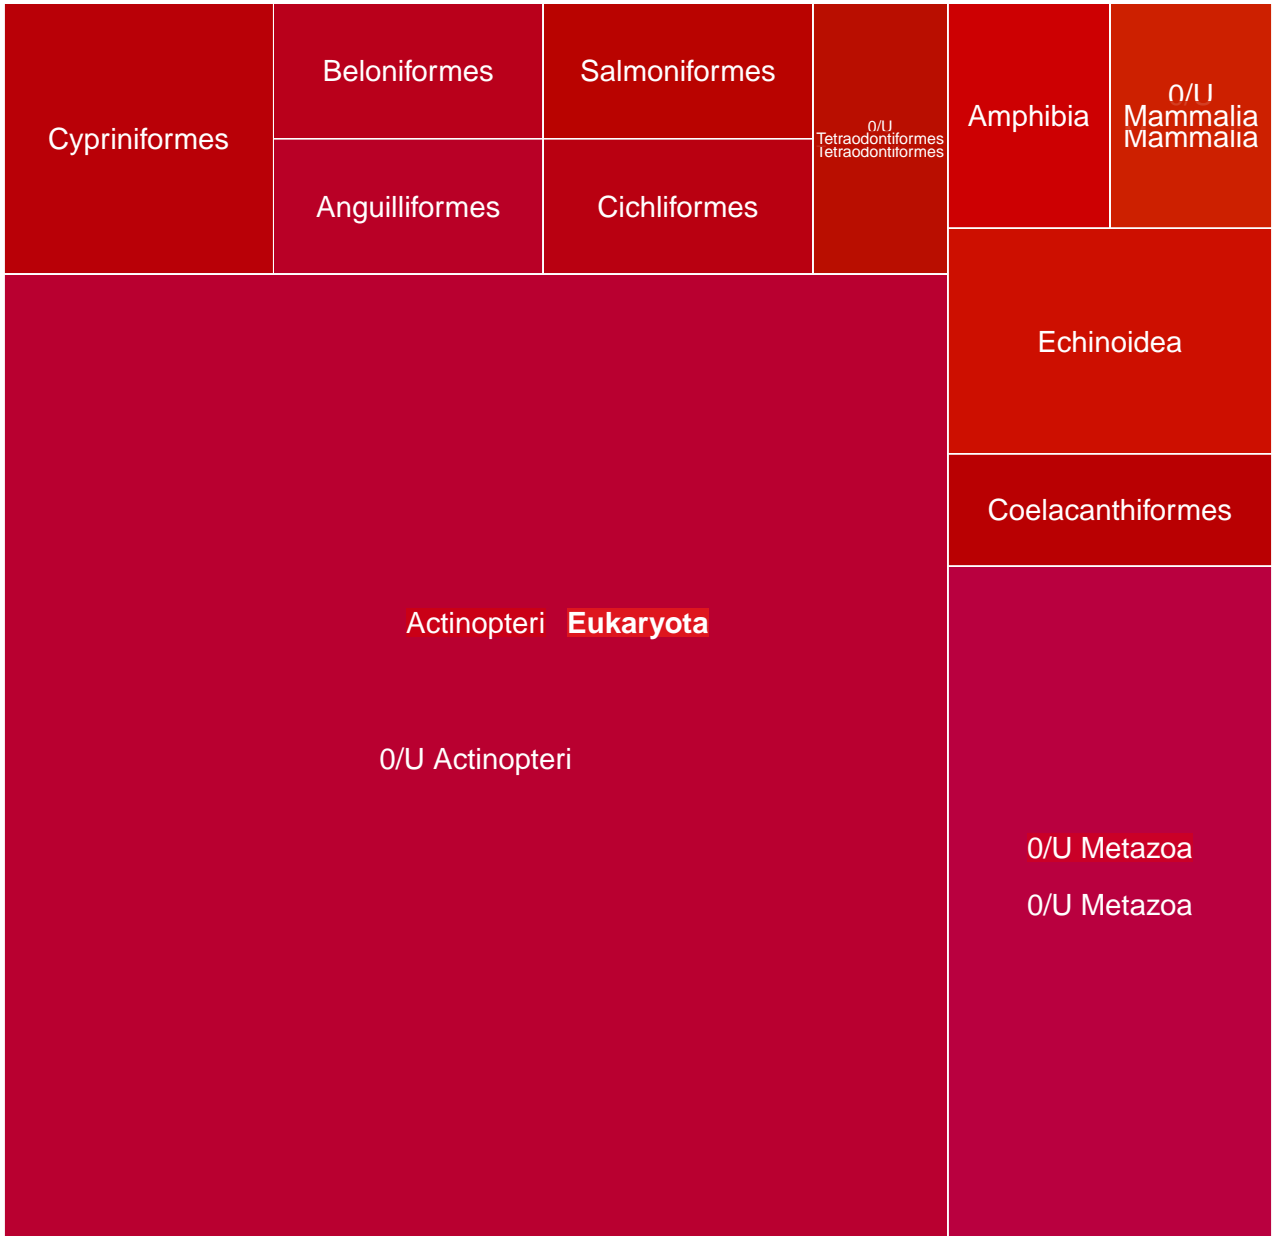 Cypriniformes
Beloniformes
Anguilliformes
Salmoniformes
Cichliformes
0/U
Tetraodontiformes
Tetraodontiformes
Amphibia
0/U
Mammalia
Mammalia
Echinoidea
Coelacanthiformes
Actinopteri
Eukaryota
0/U Actinopteri
0/U Metazoa
0/U Metazoa